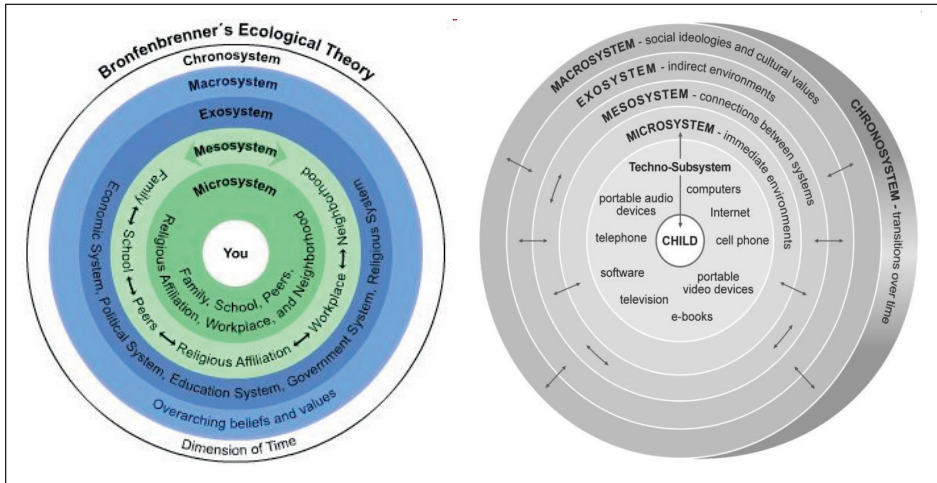 Bronfenbrenner´s Ecological Theory
Chronosystem
Macrosystem
Exosystem
Mesosystem
Microsystem
You
Family, School, Peers,
Religious Affiliation, Workplace, and Neighborhood
Family
School
Peers
Religious Affiliation
Workplace
Neighborhood
Economic System, Political System, Education System, Government System, Religious System
Overarching beliefs and values
Dimension of Time
MACROSYSTEM - social ideologies and cultural values
EXOSYSTEM - indirect environments
MESOSYSTEM - connections between systems
MICROSYSTEM - immediate environments
CHRONOSYSTEM - transitions over time
Techno-Subsystem
computers
portable audio
devices
Internet
telephone
CHILD
cell phone
software
portable
video devices
television
e-books